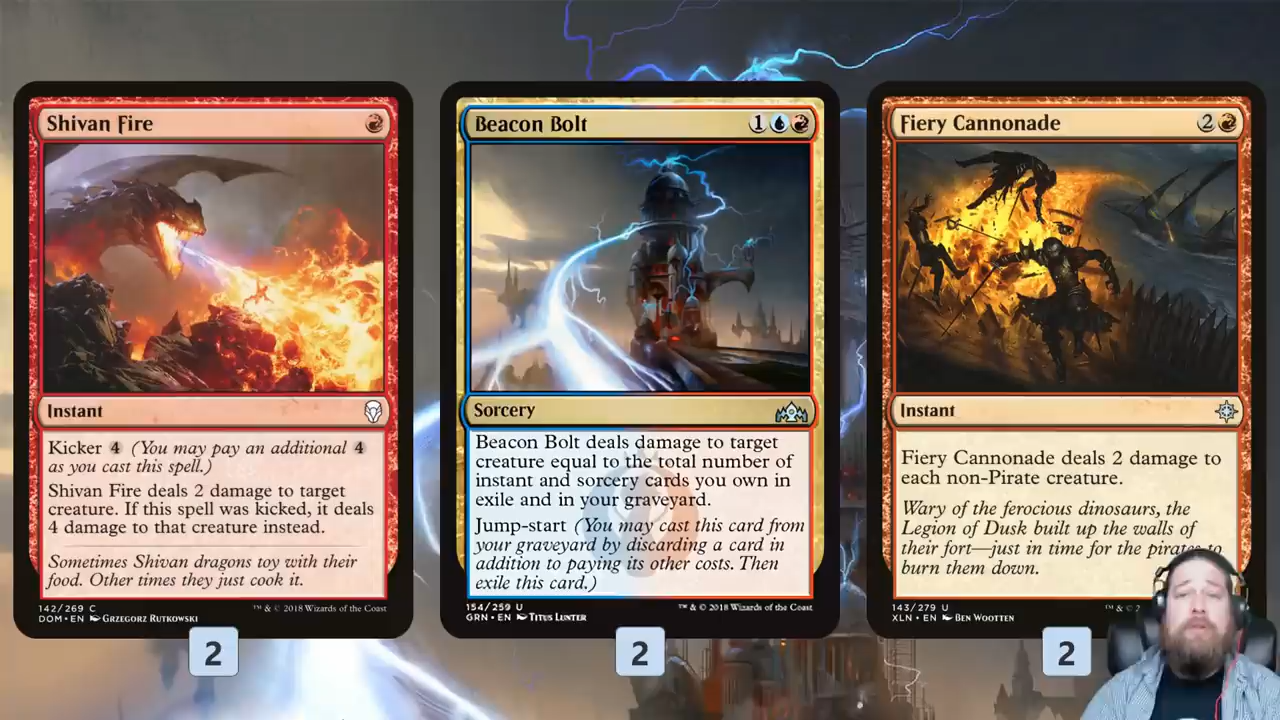 Shivan Fire
Instant
Kicker 4 (You may pay an additional 4
as you cast this spell.)
Shivan Fire deals 2 damage to target
creature. If this spell was kicked, it deals
4 damage to that creature instead.
Sometimes Shivan dragons toy with their
food. Other times they just cook it.
142/269 C
DOM • EN Grzegorz Rutkowski
™ & © 2018 Wizards of the Coast
2
Beacon Bolt
1
Sorcery
Beacon Bolt deals damage to target
creature equal to the total number of
instant and sorcery cards you own in
exile and in your graveyard.
Jump-start (You may cast this card from
your graveyard by discarding a card in
addition to paying its other costs. Then
exile this card.)
154/259 U
GRN • EN Titus Lunter
™ & © 2018 Wizards of the Coast
2
Fiery Cannonade
2
Instant
Fiery Cannonade deals 2 damage to
each non-Pirate creature.
Wary of the ferocious dinosaurs, the
Legion of Dusk built up the walls of
their fort—just in time for the pirates to
burn them down.
143/279 U
XLN • EN Ben Wootten
™ & © 2
2